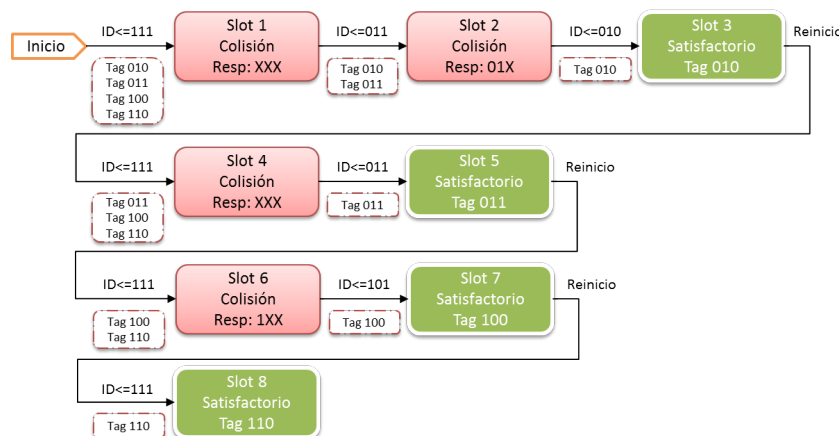 Inicio
ID<=111
Tag 010
Tag 011
Tag 100
Tag 110
Slot 1
Colisión
Resp: XXX
ID<=011
Tag 010
Tag 011
Slot 2
Colisión
Resp: 01X
ID<=010
Tag 010
Slot 3
Satisfactorio
Tag 010
Reinicio
ID<=111
Tag 011
Tag 100
Tag 110
Slot 4
Colisión
Resp: XXX
ID<=011
Tag 011
Slot 5
Satisfactorio
Tag 011
Reinicio
ID<=111
Tag 100
Tag 110
Slot 6
Colisión
Resp: 1XX
ID<=101
Tag 100
Slot 7
Satisfactorio
Tag 100
Reinicio
ID<=111
Tag 110
Slot 8
Satisfactorio
Tag 110